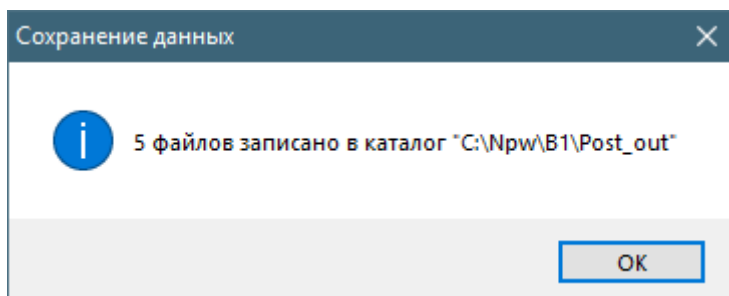 Сохранение данных
5 файлов записано в каталог "C:\Npw\B1\Post_out"
OK